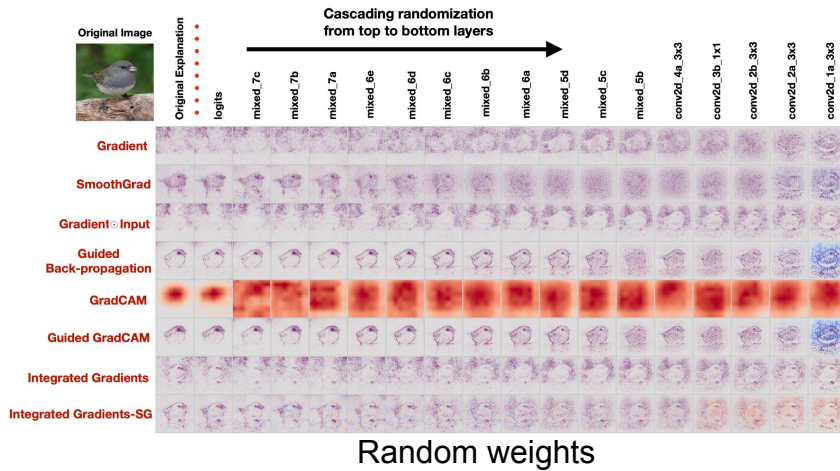 Cascading randomization
from top to bottom layers
Original Image
Original Explanation
logits
mixed_7c
mixed_7b
mixed_7a
mixed_6e
mixed_6d
mixed_6c
mixed_6b
mixed_6a
mixed_5d
mixed_5c
mixed_5b
conv2d_4a_3x3
conv2d_3b_1x1
conv2d_2b_3x3
conv2d_2a_3x3
conv2d_1a_3x3
Gradient
SmoothGrad
Gradient⊙Input
Guided
Back-propagation
GradCAM
Guided GradCAM
Integrated Gradients
Integrated Gradients-SG
Random weights